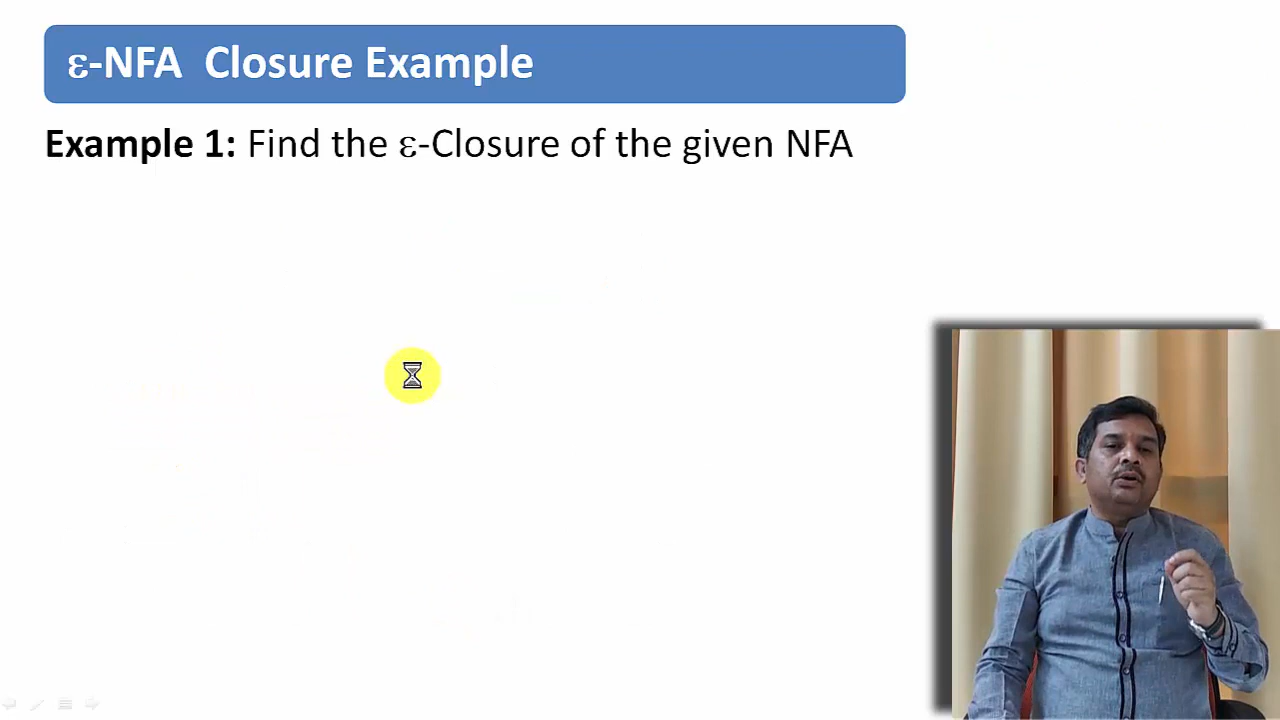 ε-NFA Closure Example
Example 1: Find the ε-Closure of the given NFA